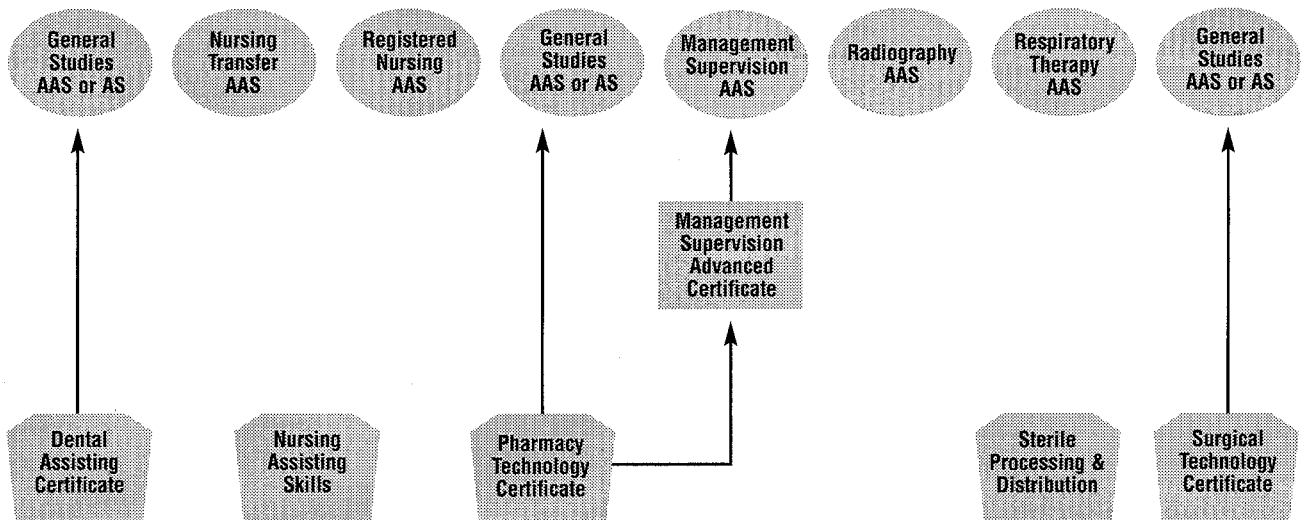 General
Studies
AAS or AS
Nursing
Transfer
AAS
Registered
Nursing
AAS
General
Studies
AAS or AS
Management
Supervision
AAS
Radiography
AAS
Respiratory
Therapy
AAS
General
Studies
AAS or AS
Management
Supervision
Advanced
Certificate
Dental
Assisting
Certificate
Nursing
Assisting
Skills
Pharmacy
Technology
Certificate
Sterile
Processing &
Distribution
Surgical
Technology
Certificate